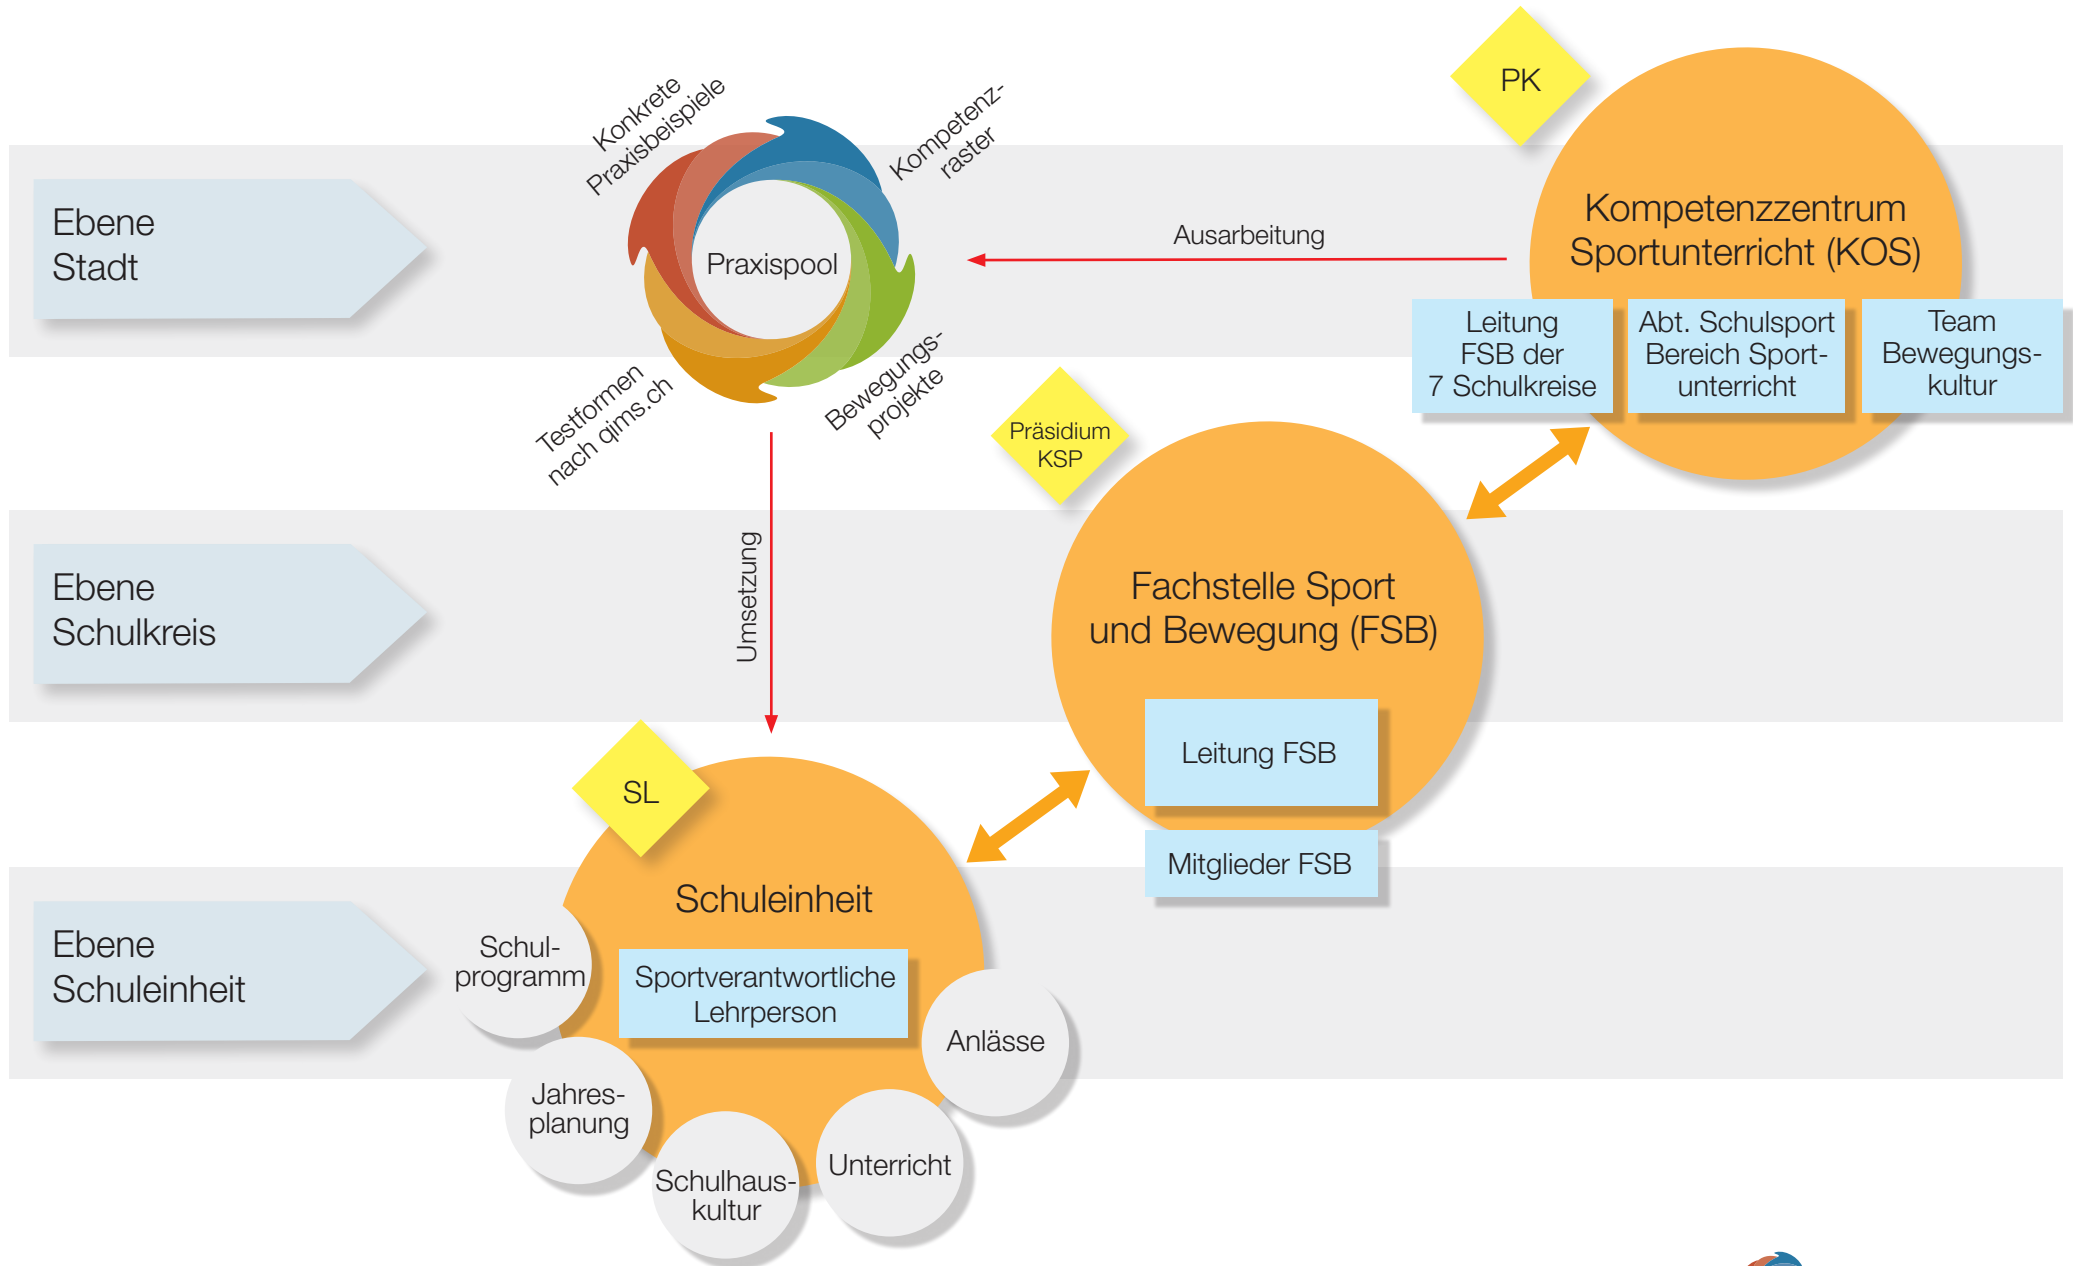 Konkrete
Praxisbeispiele
Kompetenz-
raster
PK
Ebene
Stadt
Praxispool
Ausarbeitung
Kompetenzzentrum
Sportunterricht (KOS)
Leitung
FSB der
7 Schulkreise
Abt. Schulsport
Bereich Sport-
unterricht
Team
Bewegungs-
kultur
Testformen
nach qims.ch
Bewegungs-
projekte
Präsidium
KSP
Umsetzung
Ebene
Schulkreis
Fachstelle Sport
und Bewegung (FSB)
Leitung FSB
Mitglieder FSB
SL
Ebene
Schuleinheit
Schuleinheit
Sportverantwortliche
Lehrperson
Schul-
programm
Jahres-
planung
Schulhaus-
kultur
Unterricht
Anlässe